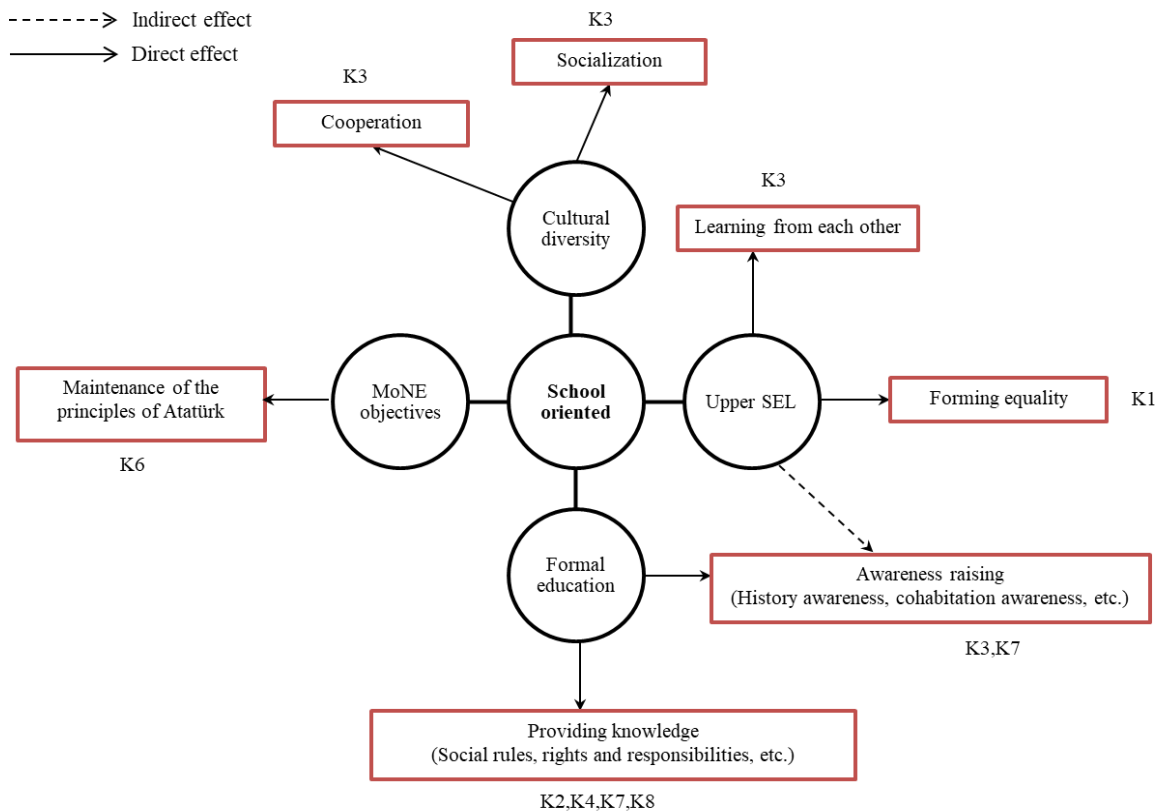 Indirect effect
Direct effect
K3
Socialization
K3
Cooperation
Cultural
diversity
K3
Learning from each other
Maintenance of the
principles of Atatürk
K6
MoNE
objectives
School
oriented
Upper SEL
Forming equality
K1
Formal
education
Awareness raising
(History awareness, cohabitation awareness, etc.)
K3,K7
Providing knowledge
(Social rules, rights and responsibilities, etc.)
K2,K4,K7,K8